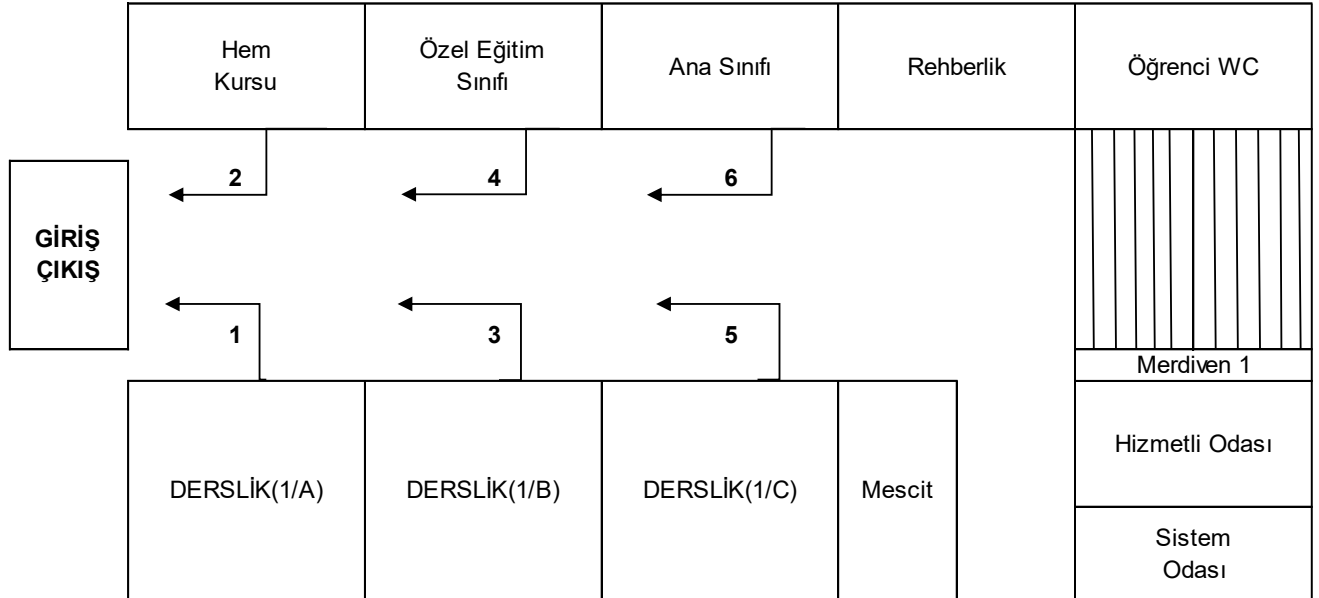 Hem
Kursu
Özel Eğitim
Sınıfı
Ana Sınıfı
Rehberlik
Öğrenci WC
2
4
6
GİRİŞ
ÇIKIŞ
1
3
5
Merdiven 1
DERSLİK(1/A)
DERSLİK(1/B)
DERSLİK(1/C)
Mescit
Hizmetli Odası
Sistem
Odası